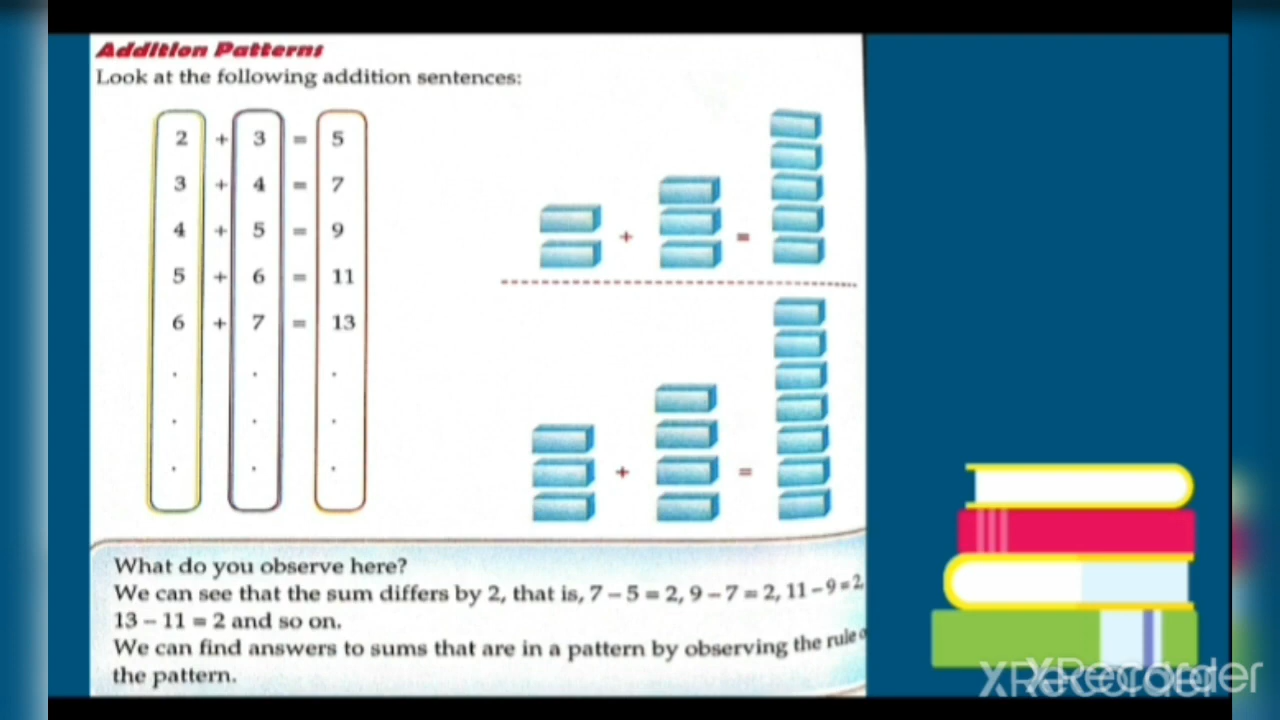 Addition Patterns
Look at the following addition sentences:
2 + 3 = 5
3 + 4 = 7
4 + 5 = 9
5 + 6 = 11
6 + 7 = 13
. . .
. . .
. . .
+ =
+ =
What do you observe here?
We can see that the sum differs by 2, that is, 7 – 5 = 2, 9 – 7 = 2, 11 – 9 = 2
13 – 11 = 2 and so on.
We can find answers to sums that are in a pattern by observing the rule
the pattern.
XRecorder